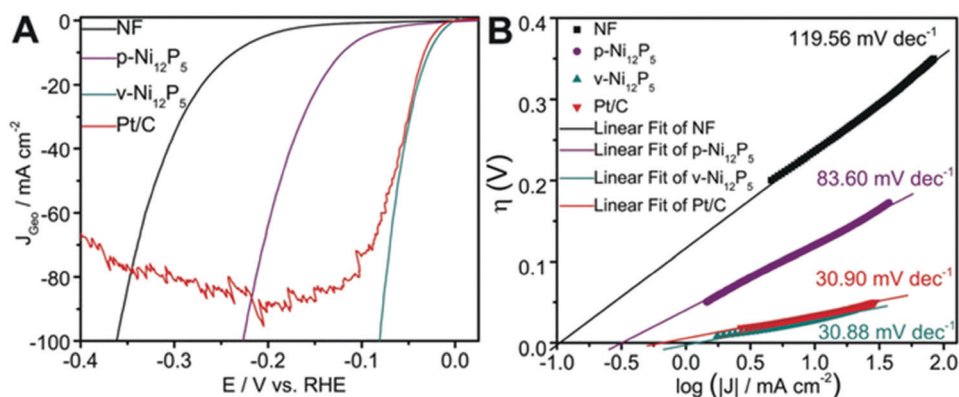 A
NF
p-Ni₁₂P₅
v-Ni₁₂P₅
Pt/C
0
-20
-40
-60
-80
-100
J_Geo / mA cm⁻²
-0.4
-0.3
-0.2
-0.1
0.0
E / V vs. RHE
B
NF
p-Ni₁₂P₅
v-Ni₁₂P₅
Pt/C
Linear Fit of NF
Linear Fit of p-Ni₁₂P₅
Linear Fit of v-Ni₁₂P₅
Linear Fit of Pt/C
119.56 mV dec⁻¹
83.60 mV dec⁻¹
30.90 mV dec⁻¹
30.88 mV dec⁻¹
0.4
0.3
0.2
0.1
0.0
η (V)
-1.0
-0.5
0.0
0.5
1.0
1.5
2.0
log (|J| / mA cm⁻²)